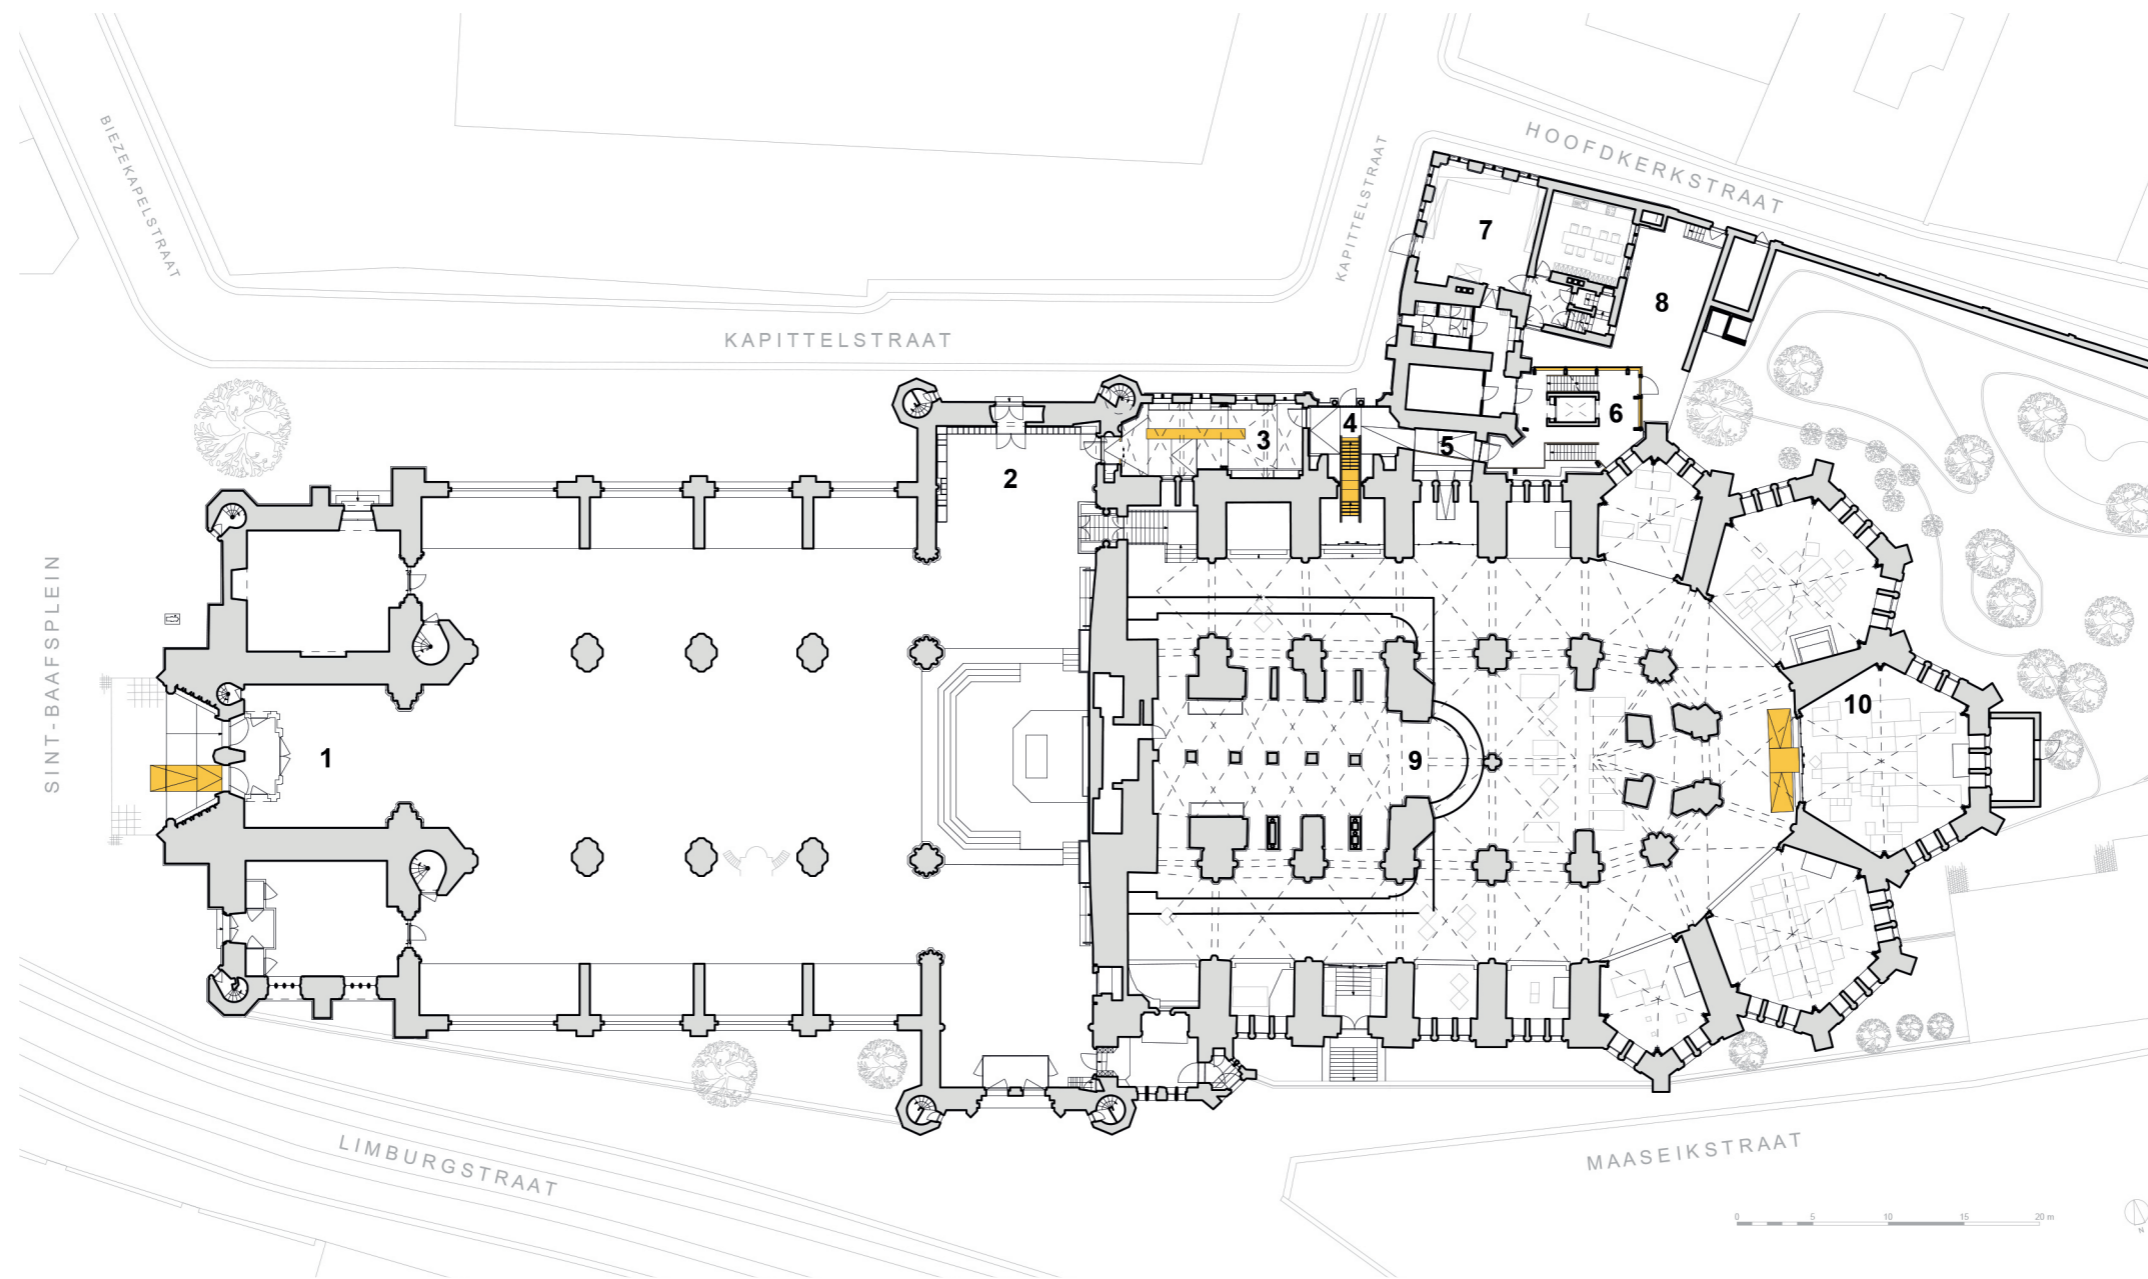 HOOFDKERKSTRAAT
BIEZEKAPELSTRAAT
KAPITTELSTRAAT
7
8
KAPITTELSTRAAT
6
4
3
5
2
SINT-BAAFSPLEIN
10
1
9
LIMBURGSTRAAT
MAASEIKSTRAAT
0 5 10 15 20 m
N